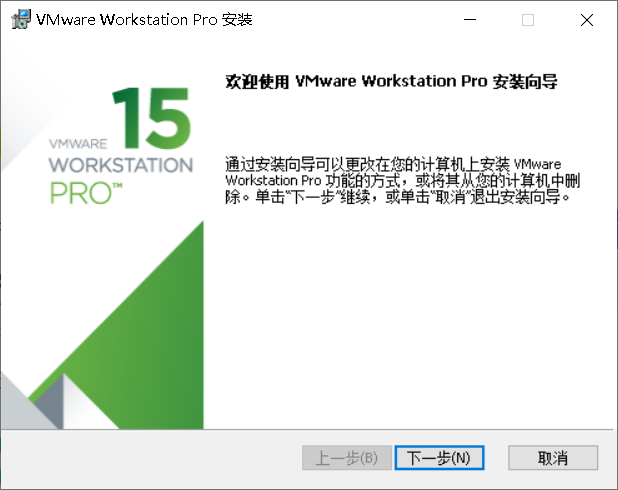 VMware Workstation Pro 安装
欢迎使用 VMware Workstation Pro 安装向导
15
VMWARE
WORKSTATION
PRO™
通过安装向导可以更改在您的计算机上安装 VMware
Workstation Pro 功能的方式，或将其从您的计算机中删
除。单击“下一步”继续，或单击“取消”退出安装向导。
上一步(B) 下一步(N) 取消